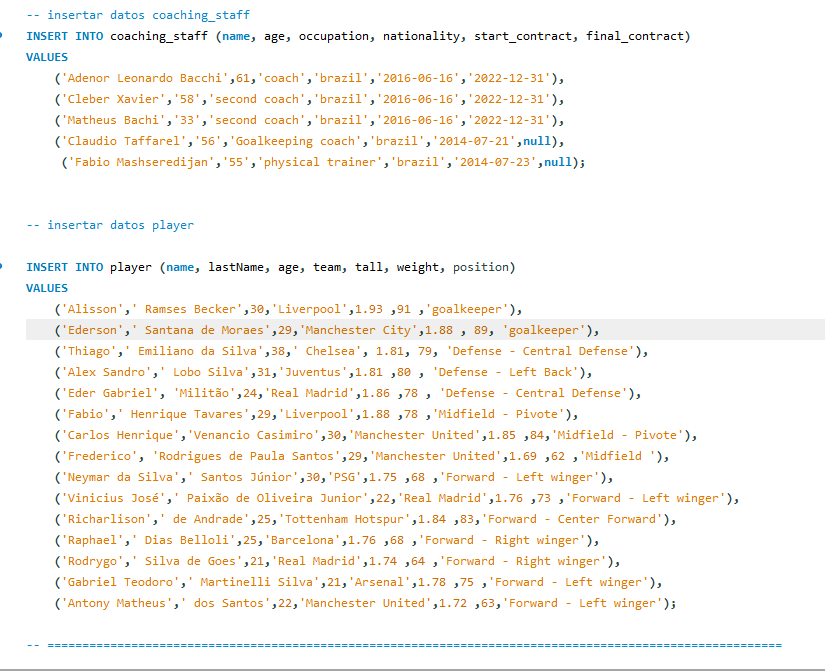 -- insertar datos coaching_staff
INSERT INTO coaching_staff (name, age, occupation, nationality, start_contract, final_contract)
VALUES
('Adenor Leonardo Bacchi',61,'coach','brazil','2016-06-16','2022-12-31'),
('Cleber Xavier','58','second coach','brazil','2016-06-16','2022-12-31'),
('Matheus Bachi','33','second coach','brazil','2016-06-16','2022-12-31'),
('Claudio Taffarel','56','Goalkeeping coach','brazil','2014-07-21',null),
('Fabio Mashseredijan','55','physical trainer','brazil','2014-07-23',null);
-- insertar datos player
INSERT INTO player (name, lastName, age, team, tall, weight, position)
VALUES
('Alisson',' Ramses Becker',30,'Liverpool',1.93 ,91 ,'goalkeeper'),
('Ederson',' Santana de Moraes',29,'Manchester City',1.88 , 89, 'goalkeeper'),
('Thiago',' Emiliano da Silva',38,' Chelsea', 1.81, 79, 'Defense - Central Defense'),
('Alex Sandro',' Lobo Silva',31,'Juventus',1.81 ,80 , 'Defense - Left Back'),
('Eder Gabriel', 'Militão',24,'Real Madrid',1.86 ,78 , 'Defense - Central Defense'),
('Fabio',' Henrique Tavares',29,'Liverpool',1.88 ,78 ,'Midfield - Pivote'),
('Carlos Henrique','Venancio Casimiro',30,'Manchester United',1.85 ,84,'Midfield - Pivote'),
('Frederico', 'Rodrigues de Paula Santos',29,'Manchester United',1.69 ,62 ,'Midfield '),
('Neymar da Silva',' Santos Júnior',30,'PSG',1.75 ,68 ,'Forward - Left winger'),
('Vinicius José',' Paixão de Oliveira Junior',22,'Real Madrid',1.76 ,73 ,'Forward - Left winger'),
('Richarlison',' de Andrade',25,'Tottenham Hotspur',1.84 ,83,'Forward - Center Forward'),
('Raphael',' Dias Belloli',25,'Barcelona',1.76 ,68 ,'Forward - Right winger'),
('Rodrygo',' Silva de Goes',21,'Real Madrid',1.74 ,64 ,'Forward - Right winger'),
('Gabriel Teodoro',' Martinelli Silva',21,'Arsenal',1.78 ,75 ,'Forward - Left winger'),
('Antony Matheus',' dos Santos',22,'Manchester United',1.72 ,63,'Forward - Left winger');
-- ==========================================================================================================